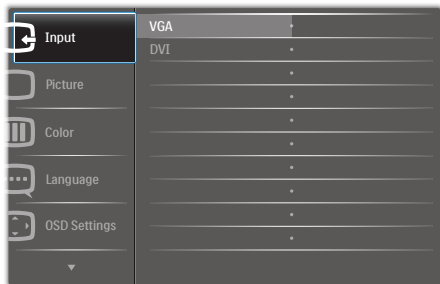 Input
VGA
DVI
Picture
Color
Language
OSD Settings